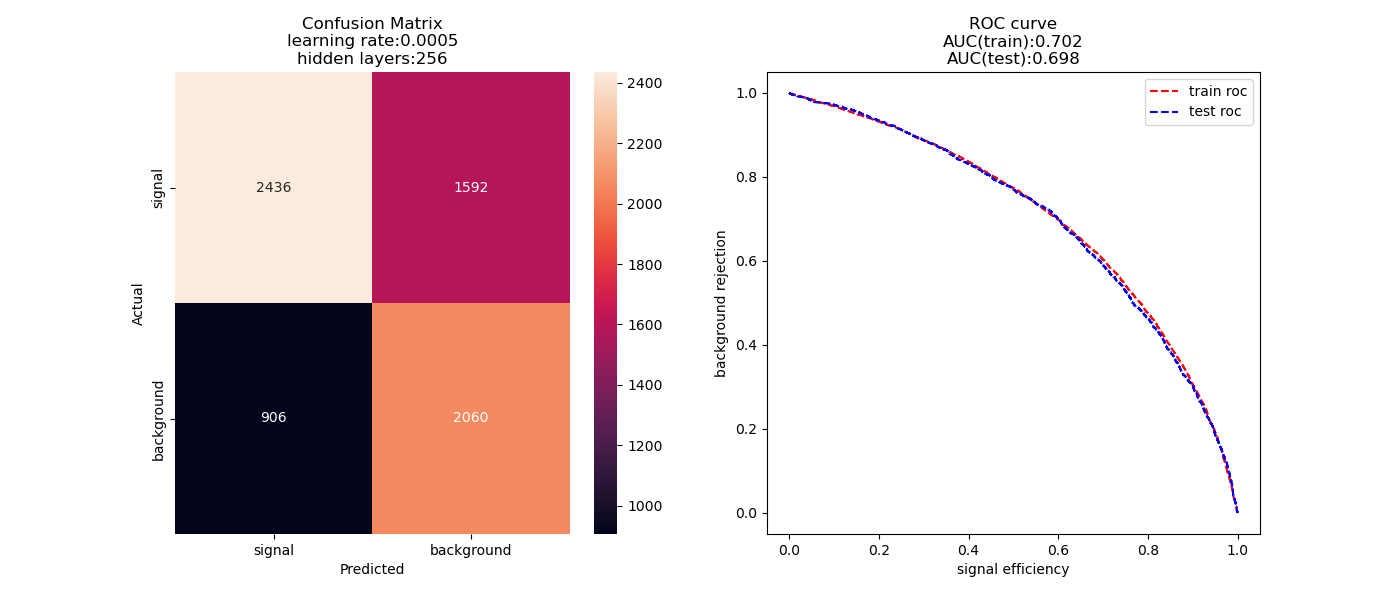 Confusion Matrix
learning rate:0.0005
hidden layers:256
signal
background
Actual
2436
1592
906
2060
signal
background
Predicted
2400
2200
2000
1800
1600
1400
1200
1000
ROC curve
AUC(train):0.702
AUC(test):0.698
train roc
test roc
background rejection
1.0
0.8
0.6
0.4
0.2
0.0
0.0
0.2
0.4
0.6
0.8
1.0
signal efficiency